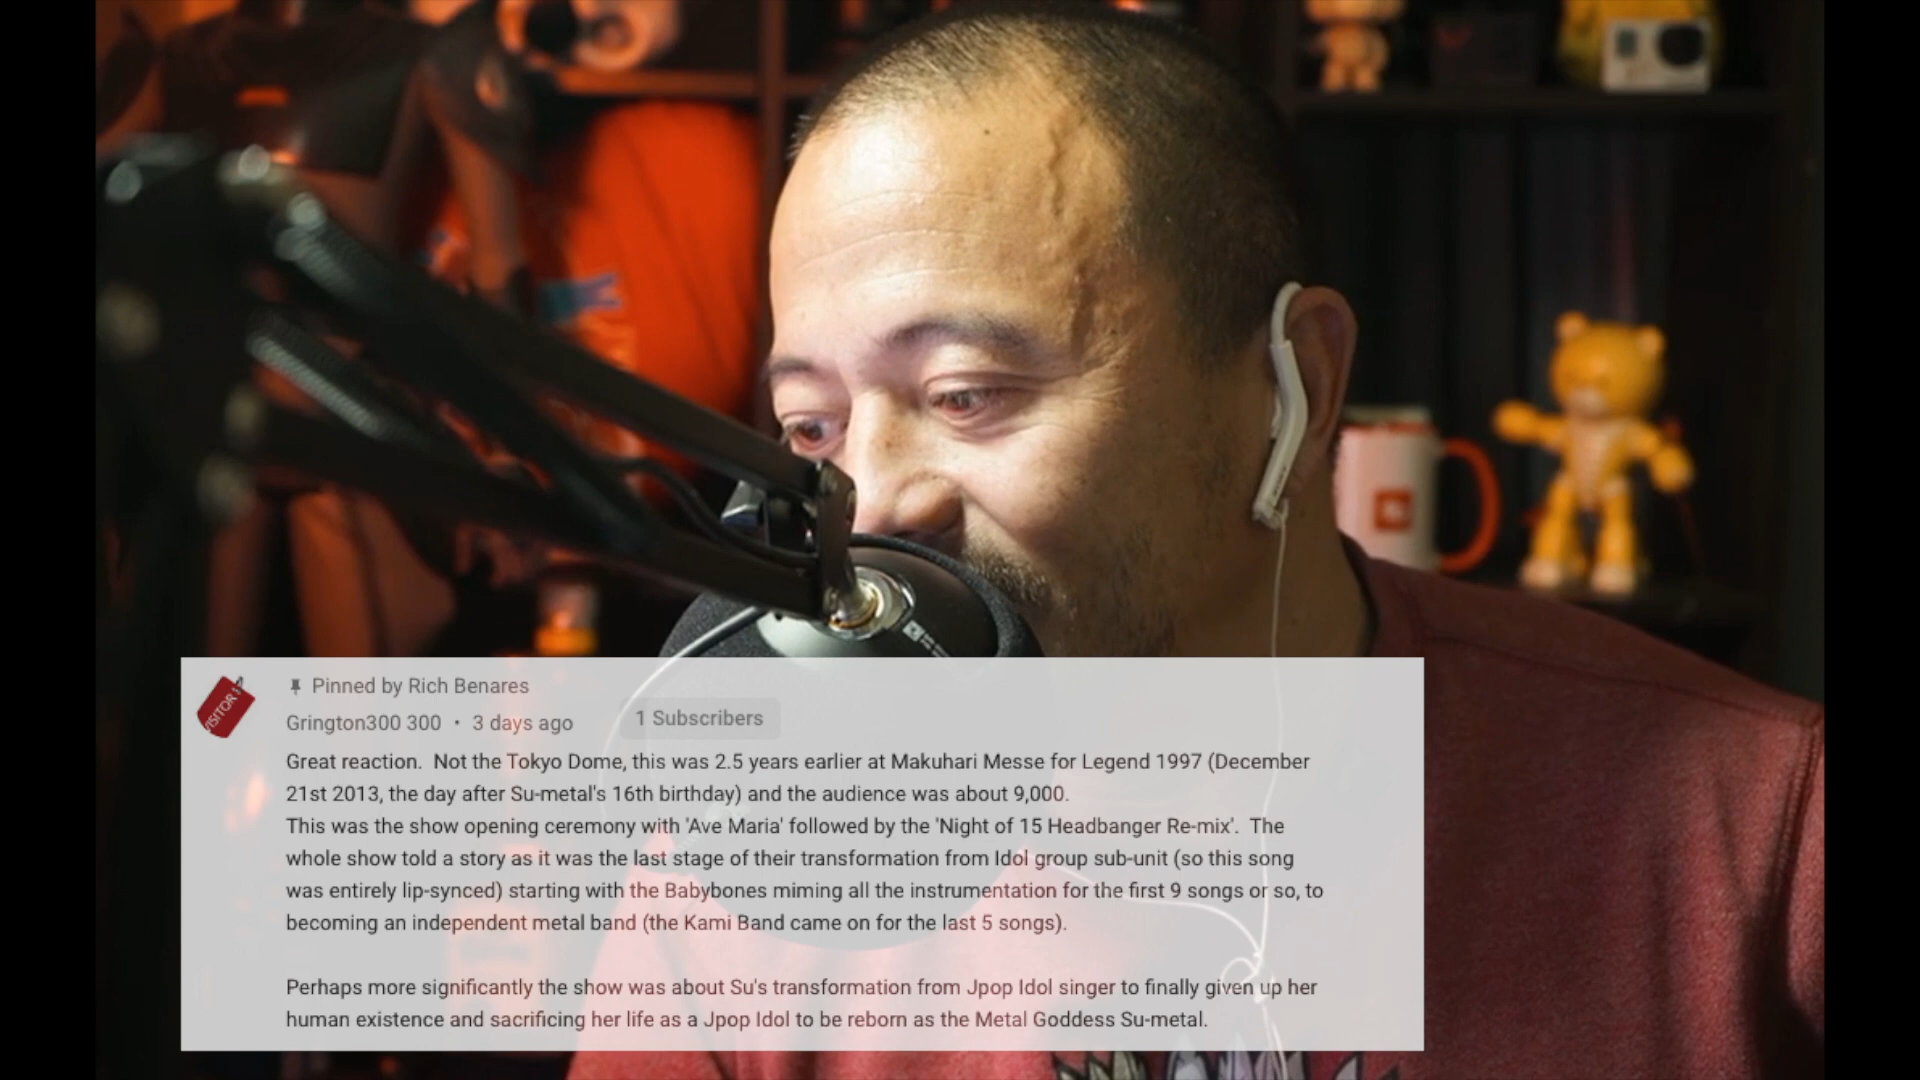 Pinned by Rich Benares
Grington300 300 • 3 days ago
1 Subscribers
Great reaction.  Not the Tokyo Dome, this was 2.5 years earlier at Makuhari Messe for Legend 1997 (December
21st 2013, the day after Su-metal's 16th birthday) and the audience was about 9,000.
This was the show opening ceremony with 'Ave Maria' followed by the 'Night of 15 Headbanger Re-mix'.  The
whole show told a story as it was the last stage of their transformation from Idol group sub-unit (so this song
was entirely lip-synced) starting with the Babybones miming all the instrumentation for the first 9 songs or so, to
becoming an independent metal band (the Kami Band came on for the last 5 songs).
Perhaps more significantly the show was about Su's transformation from Jpop Idol singer to finally given up her
human existence and sacrificing her life as a Jpop Idol to be reborn as the Metal Goddess Su-metal.